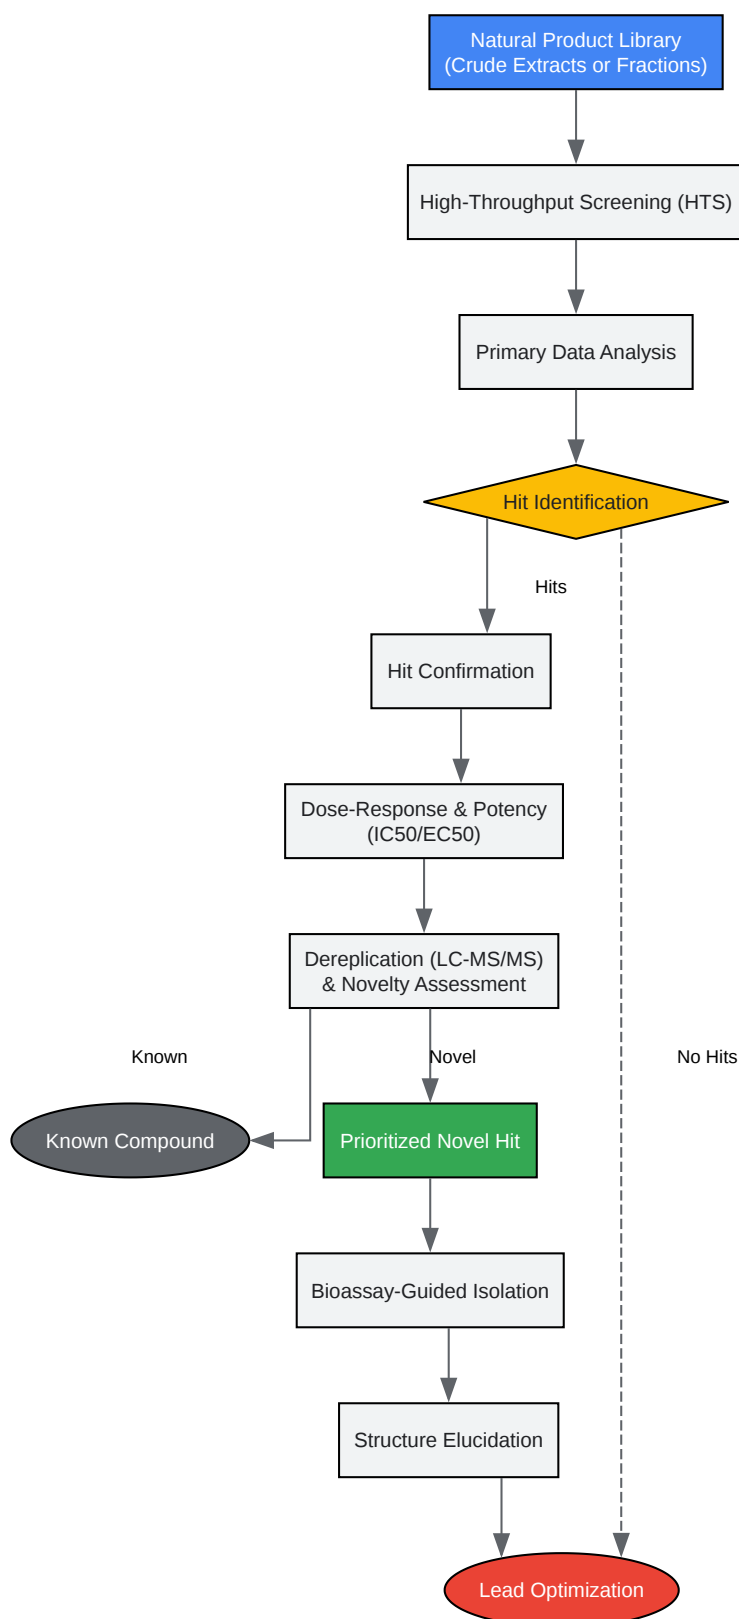 Natural Product Library
(Crude Extracts or Fractions)
High-Throughput Screening (HTS)
Primary Data Analysis
Hit Identification
Hits
Hit Confirmation
Dose-Response & Potency
(IC50/EC50)
Dereplication (LC-MS/MS)
& Novelty Assessment
Known
Novel
No Hits
Known Compound
Prioritized Novel Hit
Bioassay-Guided Isolation
Structure Elucidation
Lead Optimization